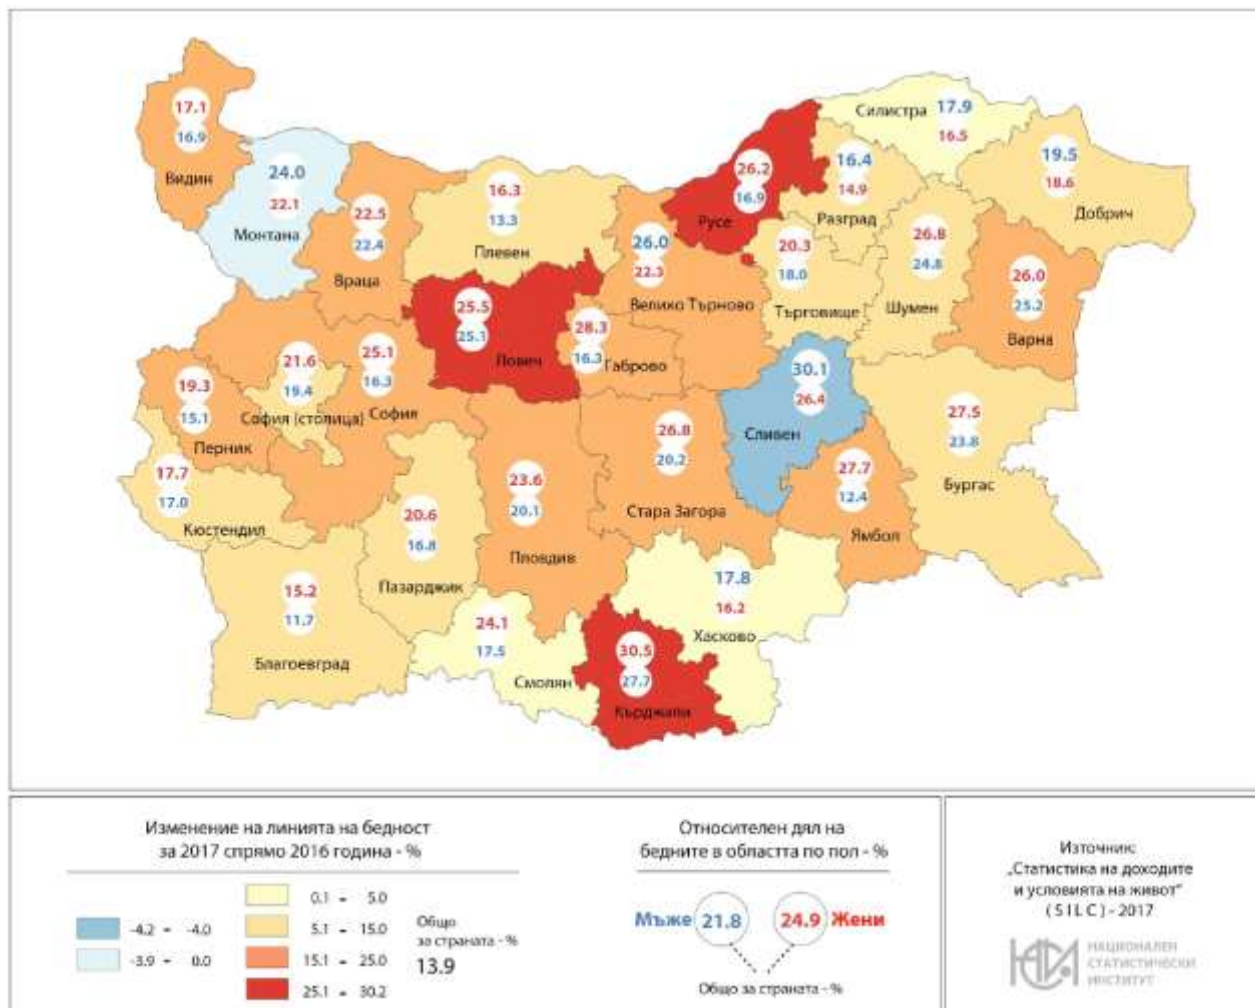 17.1
16.9
Видин
24.0
22.1
Монтана
22.5
22.4
Враца
16.3
13.3
Плевен
25.5
25.1
Ловеч
26.0
22.3
Велико Търново
28.3
16.3
Габрово
26.2
16.9
Русе
Силистра
17.9
16.5
16.4
14.9
Разград
19.5
18.6
Добрич
20.3
18.0
Търговище
26.8
24.8
Шумен
26.0
25.2
Варна
21.6
19.4
София (столица)
25.1
16.3
София
19.3
15.1
Перник
17.7
17.0
Кюстендил
15.2
11.7
Благоевград
20.6
16.8
Пазарджик
23.6
20.1
Пловдив
26.8
20.2
Стара Загора
30.1
26.4
Сливен
27.7
12.4
Ямбол
27.5
23.8
Бургас
24.1
17.5
Смолян
30.5
27.7
Кърджали
17.8
16.2
Хасково
Изменение на линията на бедност
за 2017 спрямо 2016 година - %
-4.2 - -4.0
-3.9 - 0.0
0.1 - 5.0
5.1 - 15.0
15.1 - 25.0
25.1 - 30.2
Общо
за страната - %
13.9
Относителен дял на
бедните в областта по пол - %
Мъже 21.8 24.9 Жени
Общо за страната - %
Източник:
„Статистика на доходите
и условията на живот"
( S I L C ) - 2017
НСИ
НАЦИОНАЛЕН
СТАТИСТИЧЕСКИ
ИНСТИТУТ